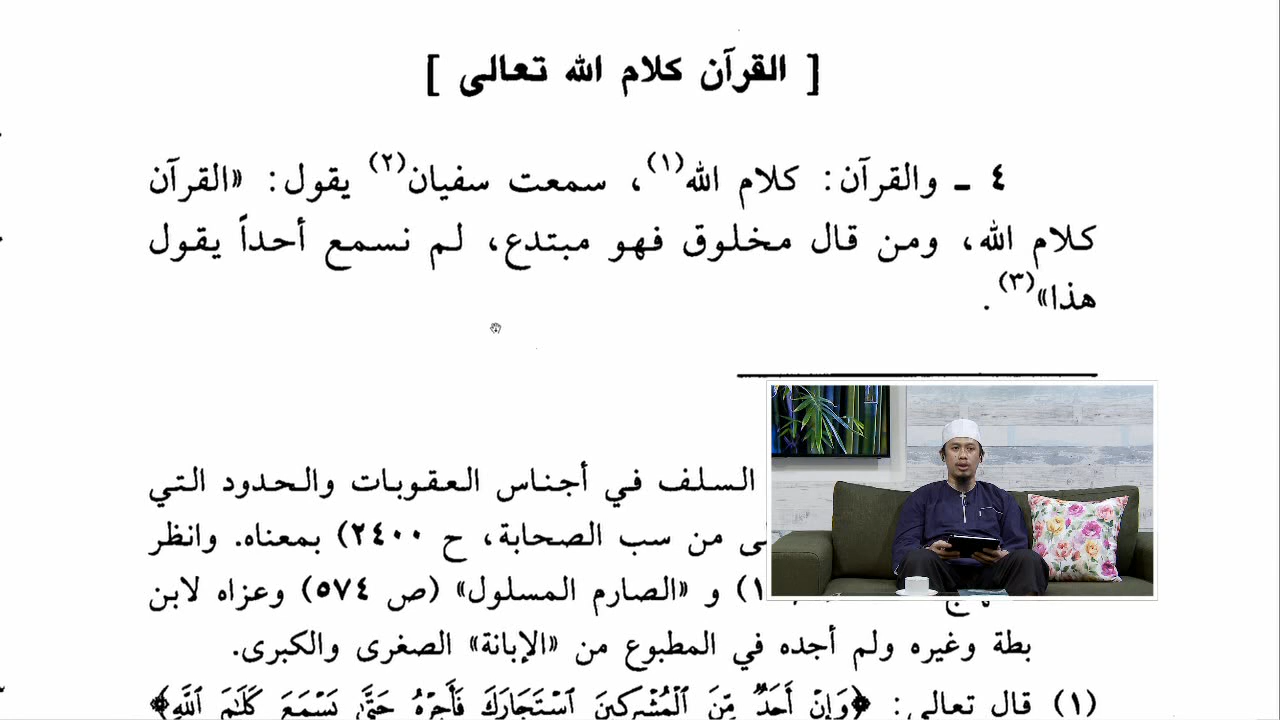 [ القرآن كلام الله تعالى ]
٤ ـ والقرآن: كلام الله(١)، سمعت سفيان(٢) يقول: «القرآن
كلام الله، ومن قال مخلوق فهو مبتدع، لم نسمع أحداً يقول
هذا»(٣).
السلف في أجناس العقوبات والحدود التي
من سب الصحابة، ح ٢٤٠٠) بمعناه. وانظر
و «الصارم المسلول» (ص ٥٧٤) وعزاه لابن
بطة وغيره ولم أجده في المطبوع من «الإبانة» الصغرى والكبرى.
(١) قال تعالى: ﴿وَإِنْ أَحَدٌ مِّنَ ٱلْمُشْرِكِينَ ٱسْتَجَارَكَ فَأَجِرْهُ حَتَّىٰ يَسْمَعَ كَلَٰمَ ٱللَّهِ﴾